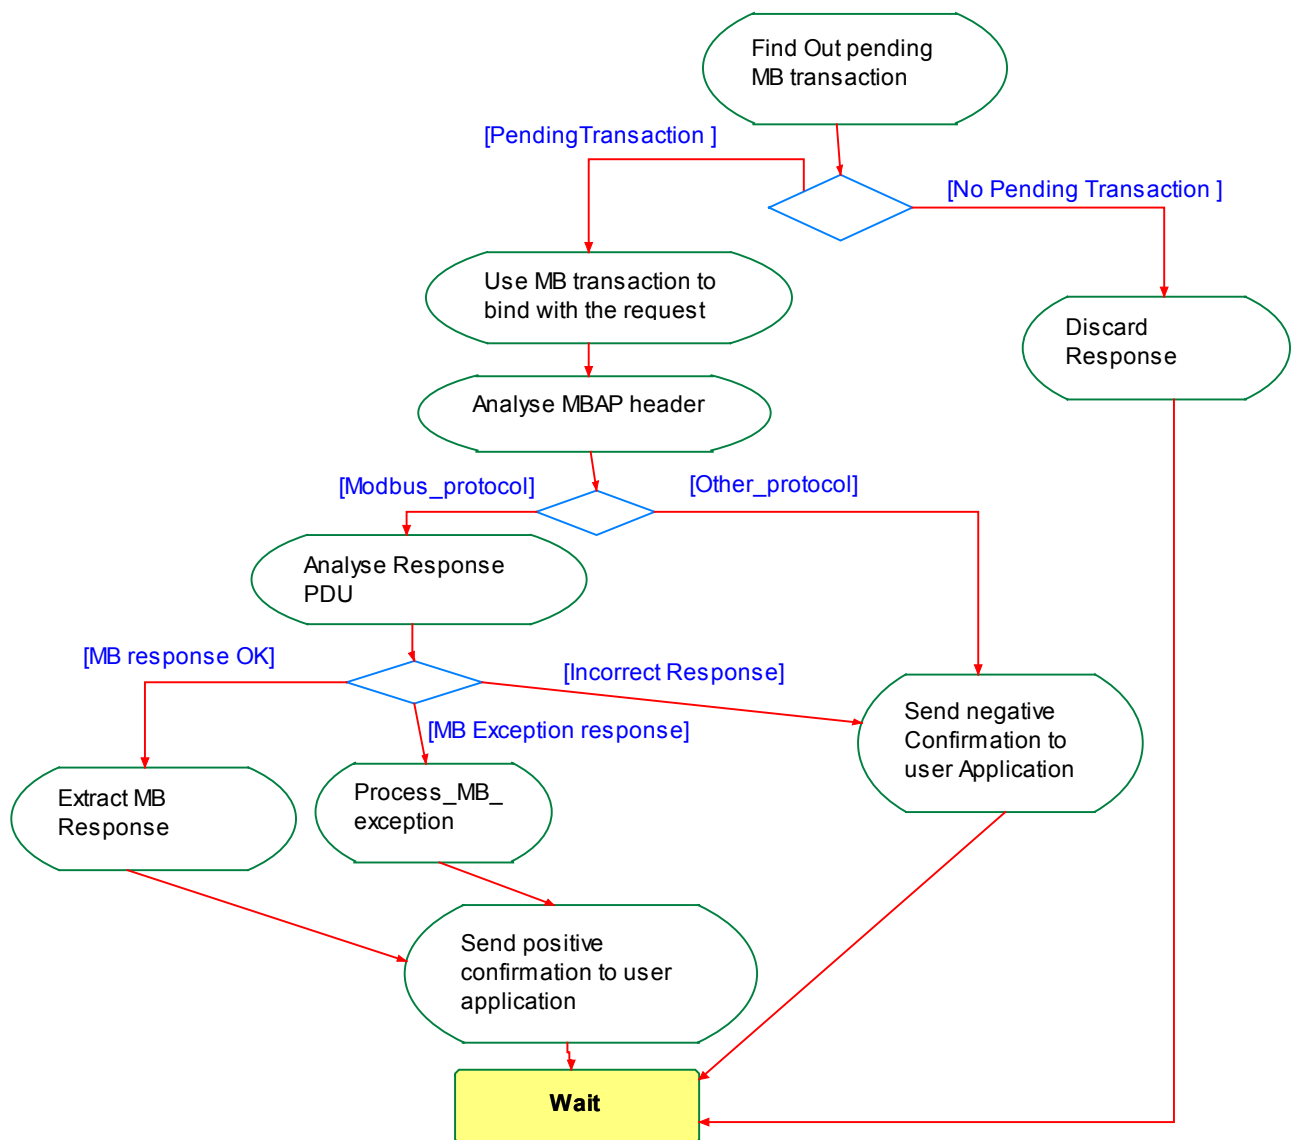 Find Out pending
MB transaction
[PendingTransaction ]
[No Pending Transaction ]
Use MB transaction to
bind with the request
Discard
Response
Analyse MBAP header
[Modbus_protocol]
[Other_protocol]
Analyse Response
PDU
[MB response OK]
[Incorrect Response]
[MB Exception response]
Send negative
Confirmation to
user Application
Extract MB
Response
Process_MB_
exception
Send positive
confirmation to user
application
Wait